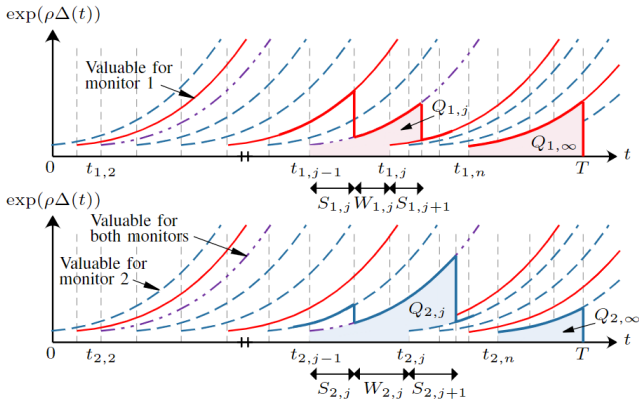 exp(ρΔ(t))
Valuable for
monitor 1
Q1,j
Q1,∞
0
t1,2
t1,j−1
t1,j
t1,n
T
t
S1,j
W1,j
S1,j+1
exp(ρΔ(t))
Valuable for
both monitors
Valuable for
monitor 2
Q2,j
Q2,∞
0
t2,2
t2,j−1
t2,j
t2,n
T
t
S2,j
W2,j
S2,j+1